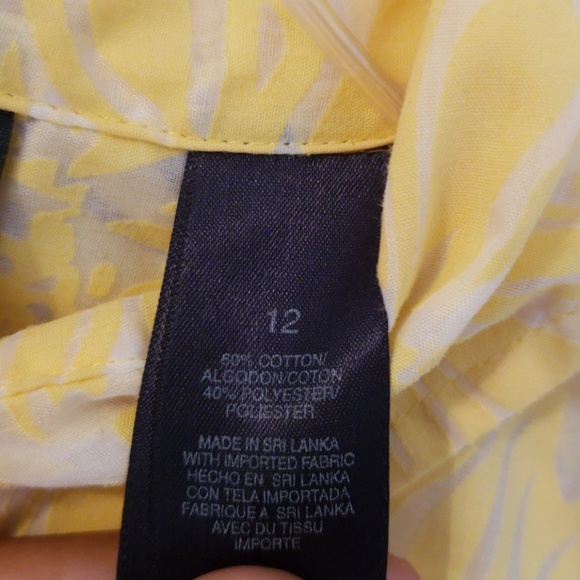 12
60% COTTON/
ALGODON/COTON
40% POLYESTER/
POLIESTER
MADE IN SRI LANKA
WITH IMPORTED FABRIC
HECHO EN SRI LANKA
CON TELA IMPORTADA
FABRIQUE A SRI LANKA
AVEC DU TISSU
IMPORTE